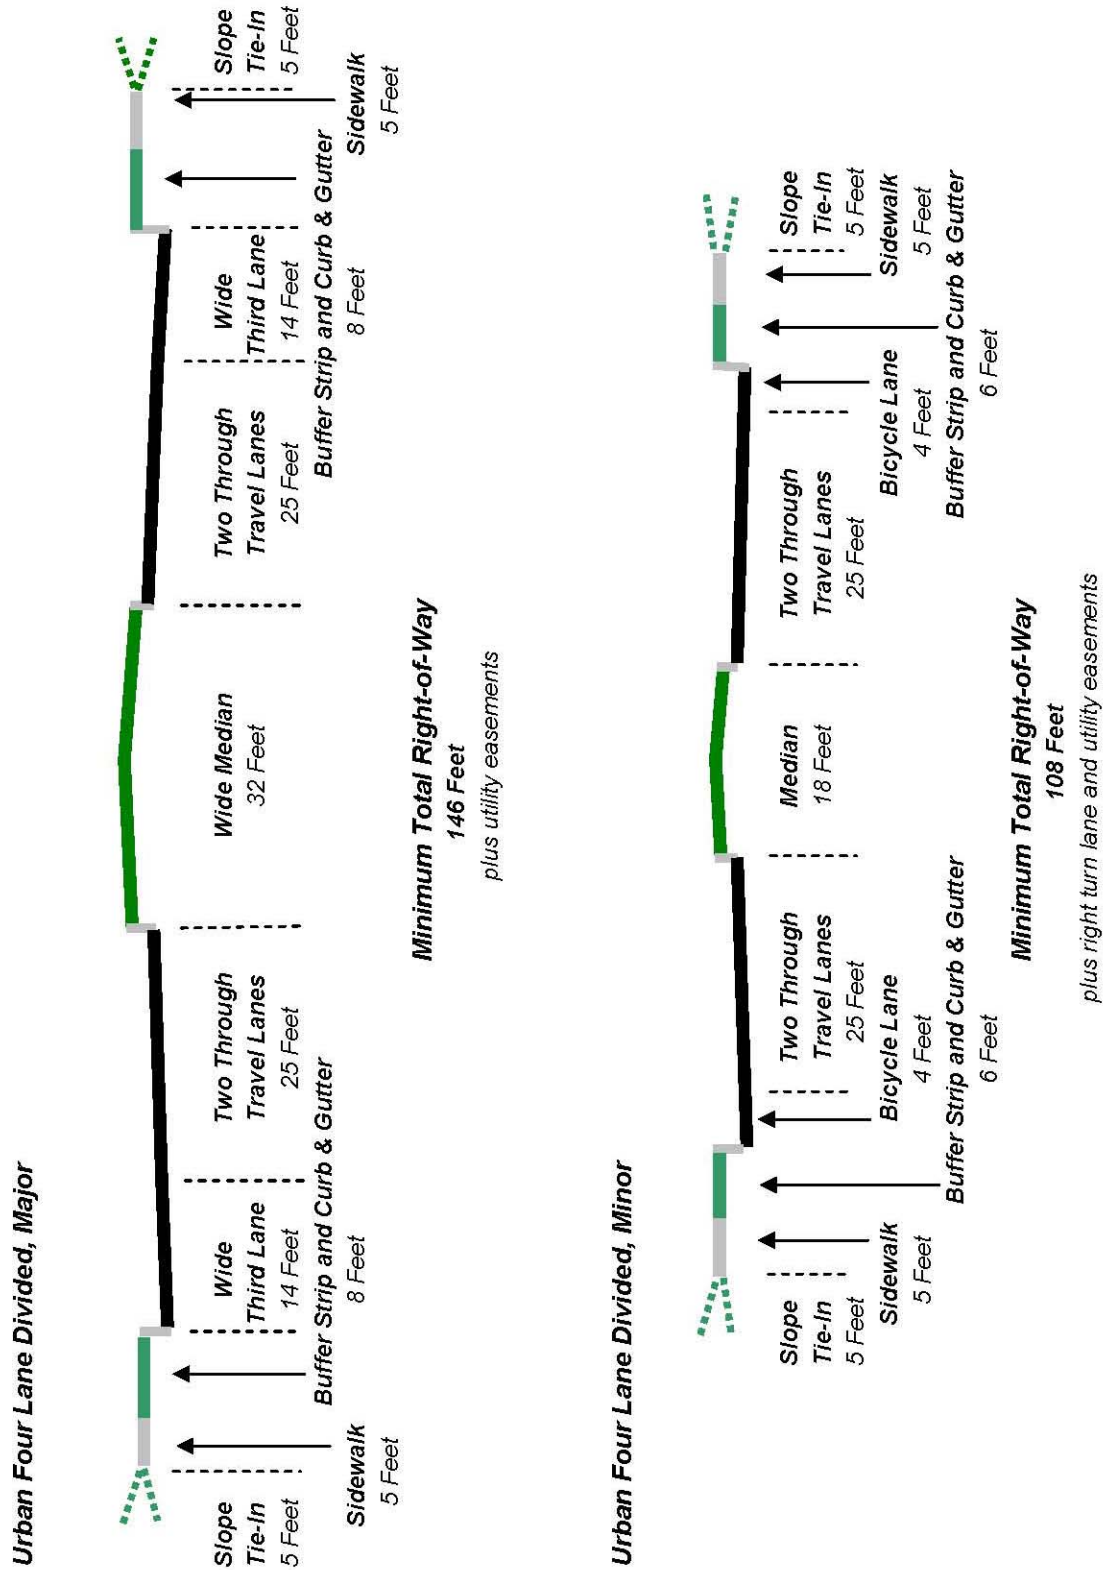 Urban Four Lane Divided, Major
Slope
Tie-In
5 Feet
Sidewalk
5 Feet
Buffer Strip and Curb & Gutter
8 Feet
Wide
Third Lane
14 Feet
Two Through
Travel Lanes
25 Feet
Wide Median
32 Feet
Two Through
Travel Lanes
25 Feet
Wide
Third Lane
14 Feet
Buffer Strip and Curb & Gutter
8 Feet
Sidewalk
5 Feet
Slope
Tie-In
5 Feet
Minimum Total Right-of-Way
146 Feet
plus utility easements
Urban Four Lane Divided, Minor
Slope
Tie-In
5 Feet
Sidewalk
5 Feet
Buffer Strip and Curb & Gutter
6 Feet
Bicycle Lane
4 Feet
Two Through
Travel Lanes
25 Feet
Median
18 Feet
Two Through
Travel Lanes
25 Feet
Bicycle Lane
4 Feet
Buffer Strip and Curb & Gutter
6 Feet
Sidewalk
5 Feet
Slope
Tie-In
5 Feet
Minimum Total Right-of-Way
108 Feet
plus right turn lane and utility easements